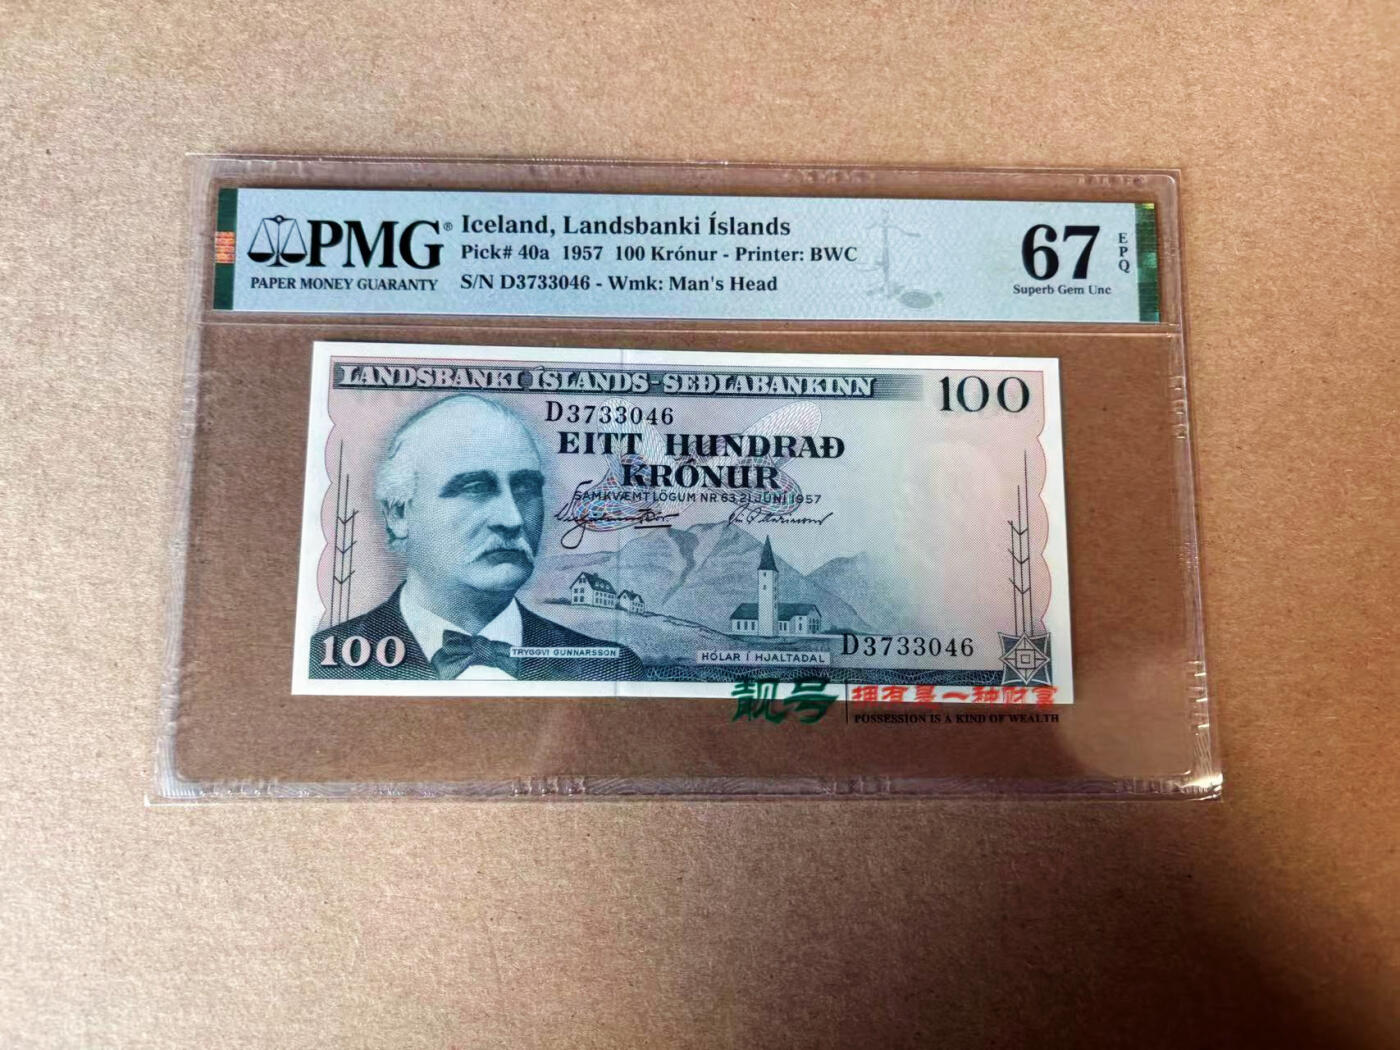 PMG®
PAPER MONEY GUARANTY
Iceland, Landsbanki Íslands
Pick# 40a 1957 100 Krónur - Printer: BWC
S/N D3733046 - Wmk: Man's Head
67
EPQ
Superb Gem Unc
LANDSBANKI ÍSLANDS-SEÐLABANKINN
100
D3733046
EITT HUNDRAÐ
KRÓNUR
SAMKVÆMT LÖGUM NR. 63, 21. JÚNÍ 1957
D3733046
100
TRYGGVI GUNNARSSON
HÓLAR Í HJALTADAL
靓号
拥有是一种财富
POSSESSION IS A KIND OF WEALTH